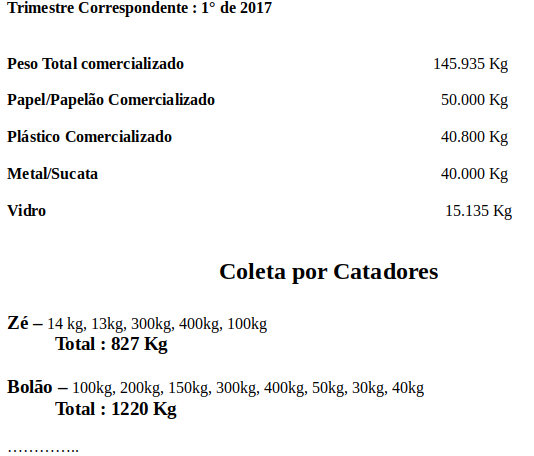 Trimestre Correspondente : 1° de 2017
Peso Total comercializado 145.935 Kg
Papel/Papelão Comercializado 50.000 Kg
Plástico Comercializado 40.800 Kg
Metal/Sucata 40.000 Kg
Vidro 15.135 Kg
Coleta por Catadores
Zé – 14 kg, 13kg, 300kg, 400kg, 100kg
Total : 827 Kg
Bolão – 100kg, 200kg, 150kg, 300kg, 400kg, 50kg, 30kg, 40kg
Total : 1220 Kg
…………..